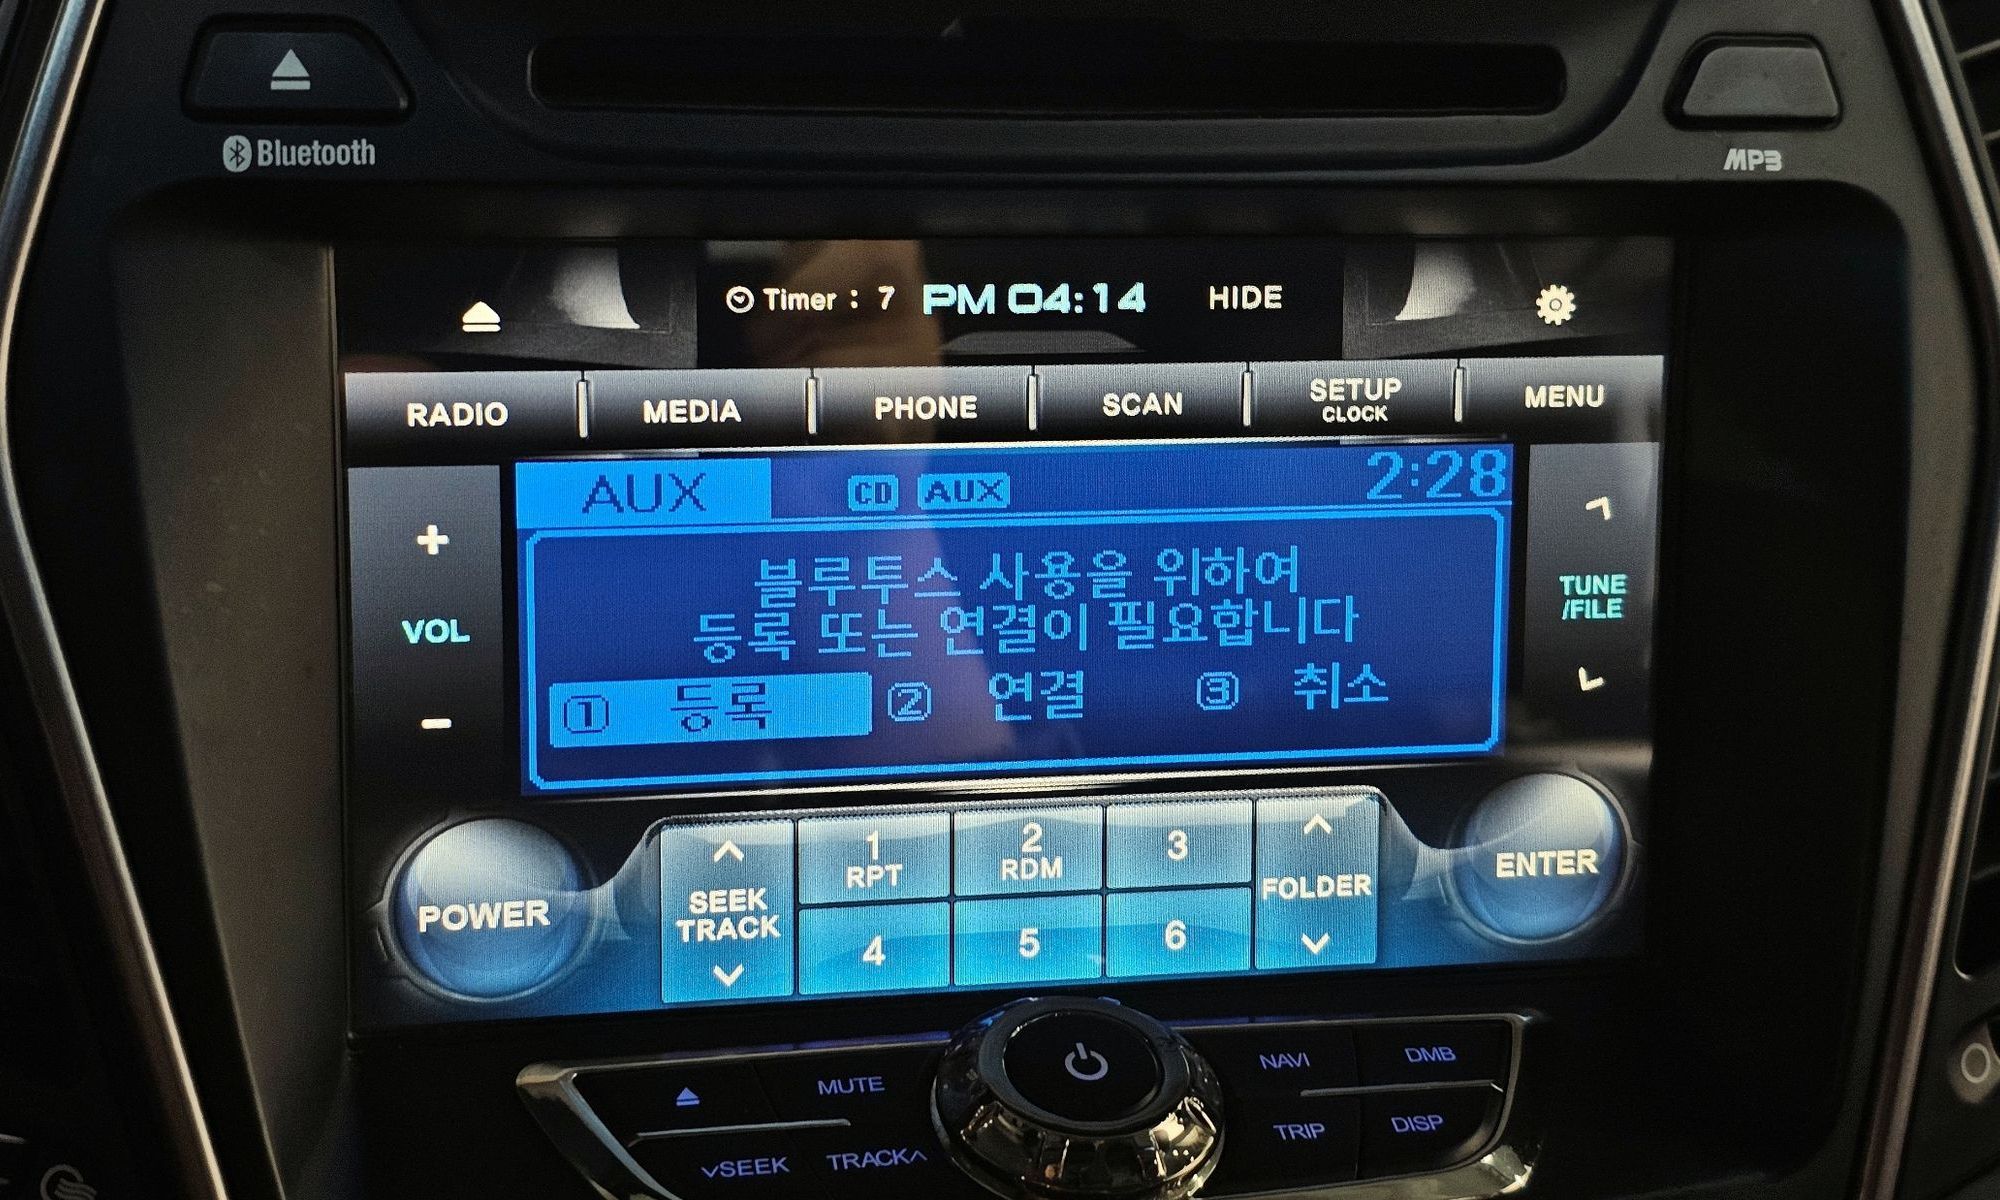 Bluetooth
MP3
Timer : 7 PM 04:14 HIDE
RADIO MEDIA PHONE SCAN SETUP CLOCK MENU
AUX CD AUX 2:28
+
VOL
-
블루투스 사용을 위하여
등록 또는 연결이 필요합니다
① 등록 ② 연결 ③ 취소
TUNE
/FILE
POWER
SEEK
TRACK
1 RPT
2 RDM
3
4
5
6
FOLDER
ENTER
MUTE
SEEK
TRACK
NAVI
DMB
TRIP
DISP